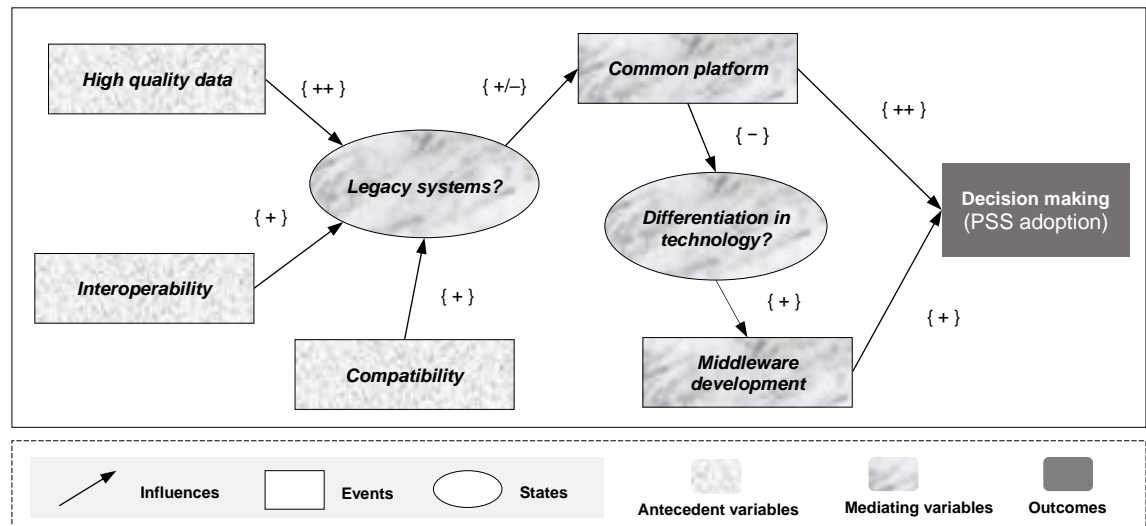 High quality data
{ ++ }
{ +/–}
Common platform
{ ++ }
{ − }
Legacy systems?
Decision making
(PSS adoption)
Differentiation in
technology?
{ + }
Interoperability
{ + }
{ + }
{ + }
Compatibility
Middleware
development
Influences
Events
States
Antecedent variables
Mediating variables
Outcomes